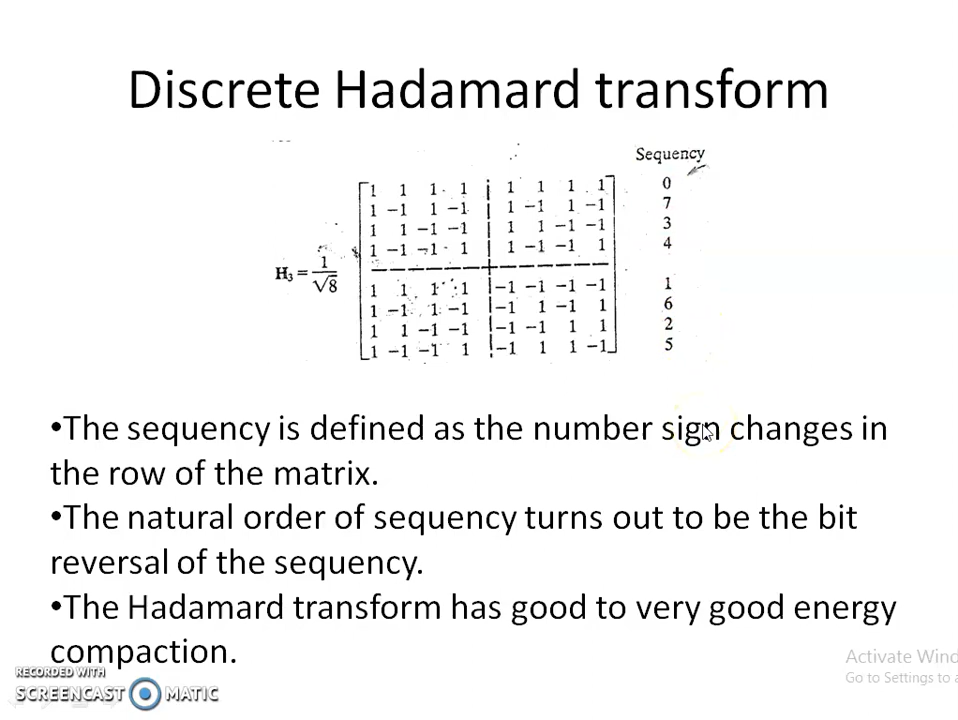 Discrete Hadamard transform
Sequency
1 1 1 1 1 1 1 1 0
1 -1 1 -1 1 -1 1 -1 7
1 1 -1 -1 1 1 -1 -1 3
1 -1 -1 1 1 -1 -1 1 4
H₃ = 1/√8
1 1 1 1 -1 -1 -1 -1 1
1 -1 1 -1 -1 1 -1 1 6
1 1 -1 -1 -1 -1 1 1 2
1 -1 -1 1 -1 1 1 -1 5
•The sequency is defined as the number sign changes in
the row of the matrix.
•The natural order of sequency turns out to be the bit
reversal of the sequency.
•The Hadamard transform has good to very good energy
compaction.
Activate Wind
Go to Settings to a
RECORDED WITH
SCREENCAST MATIC